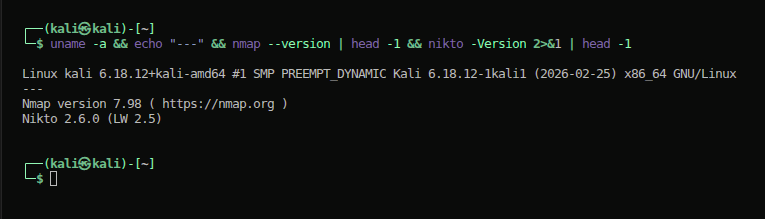 ┌──(kali㉿kali)-[~]
└─$ uname -a && echo "---" && nmap --version | head -1 && nikto -Version 2>&1 | head -1
Linux kali 6.18.12+kali-amd64 #1 SMP PREEMPT_DYNAMIC Kali 6.18.12-1kali1 (2026-02-25) x86_64 GNU/Linux
---
Nmap version 7.98 ( https://nmap.org )
Nikto 2.6.0 (LW 2.5)
┌──(kali㉿kali)-[~]
└─$